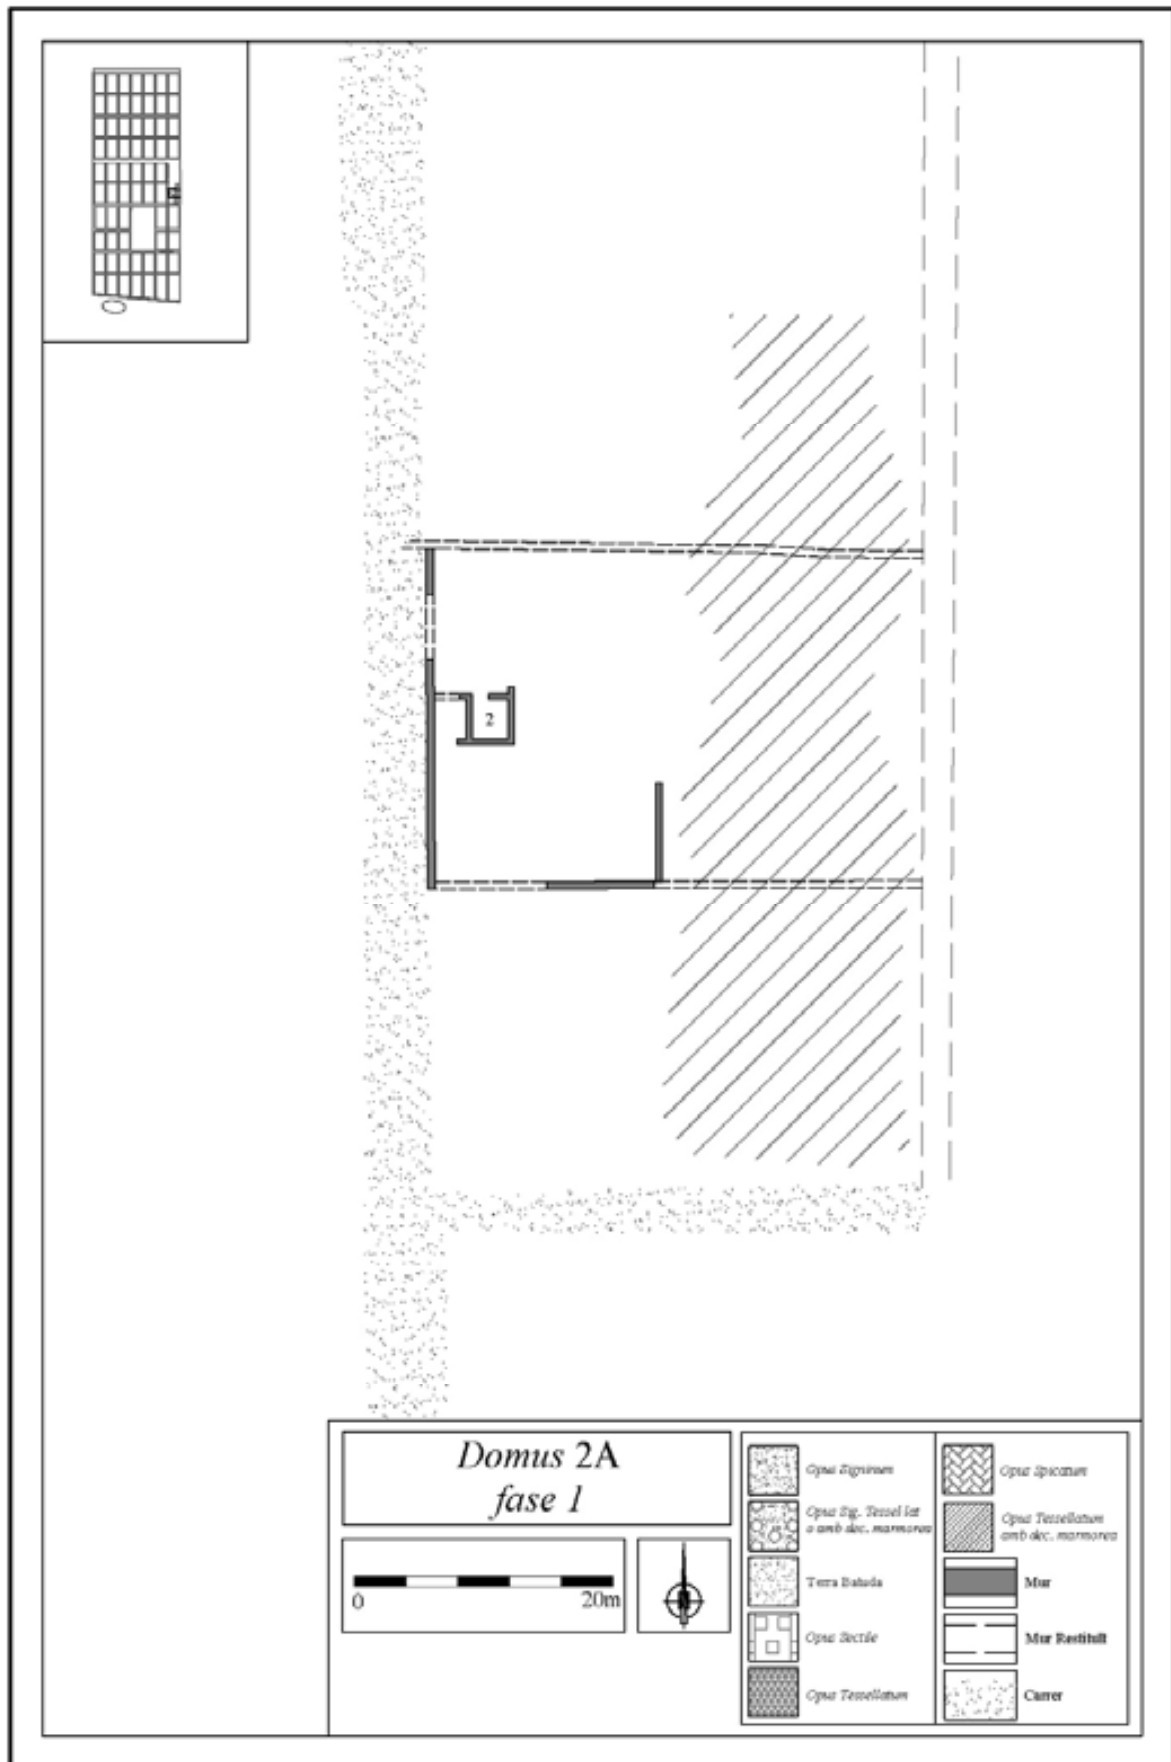 2
Domus 2A
fase 1
0
20m
Opus Signinum
Opus Sig. Tessel lat
o amb dec. marmorea
Terra Batuda
Opus Sectile
Opus Tessellatum
Opus Spicatum
Opus Tessellatum
amb dec. marmorea
Mur
Mur Restituït
Carrer